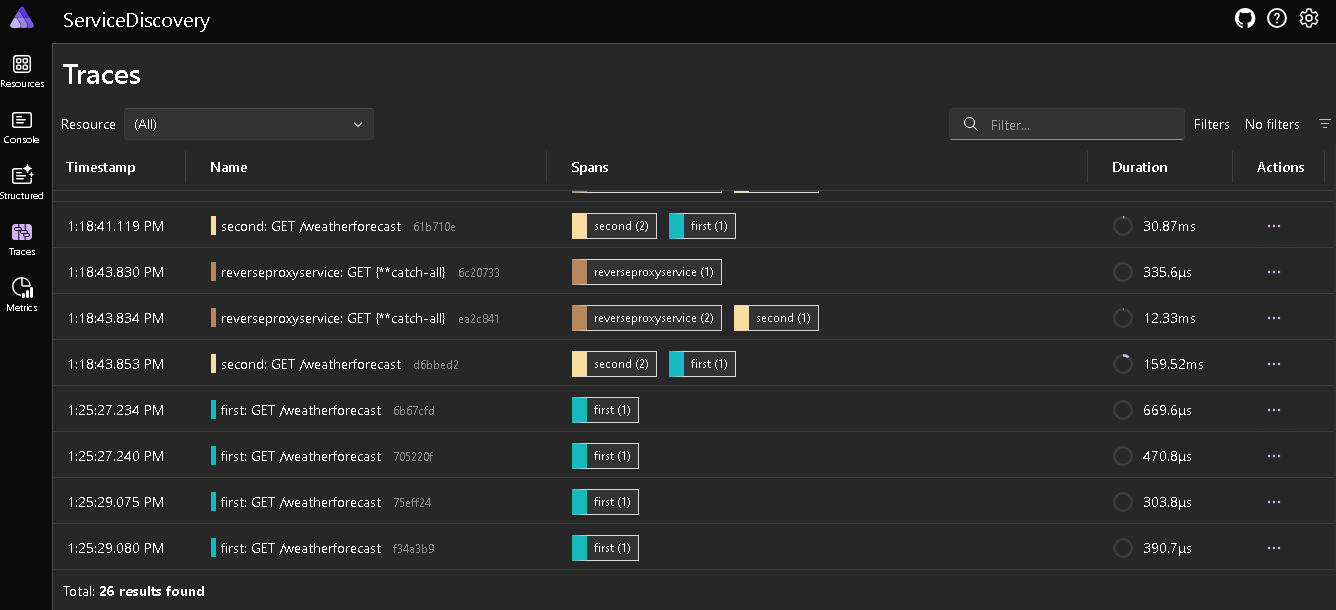 ServiceDiscovery
Resources
Console
Structured
Traces
Metrics
Traces
Resource (All) Filter... Filters No filters
Timestamp Name Spans Duration Actions
1:18:41.119 PM second: GET /weatherforecast 61b710e second (2) first (1) 30.87ms ...
1:18:43.830 PM reverseproxyservice: GET {**catch-all} 6c20733 reverseproxyservice (1) 335.6μs ...
1:18:43.834 PM reverseproxyservice: GET {**catch-all} ea2c841 reverseproxyservice (2) second (1) 12.33ms ...
1:18:43.853 PM second: GET /weatherforecast d6bbed2 second (2) first (1) 159.52ms ...
1:25:27.234 PM first: GET /weatherforecast 6b67cfd first (1) 669.6μs ...
1:25:27.240 PM first: GET /weatherforecast 705220f first (1) 470.8μs ...
1:25:29.075 PM first: GET /weatherforecast 75eff24 first (1) 303.8μs ...
1:25:29.080 PM first: GET /weatherforecast f34a3b9 first (1) 390.7μs ...
Total: 26 results found